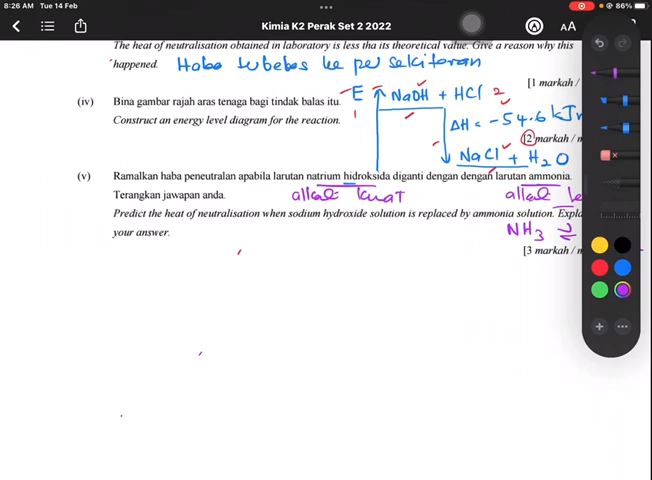 8:26 AM Tue 14 Feb
86%
Kimia K2 Perak Set 2 2022
AA
The heat of neutralisation obtained in laboratory is less tha its theoretical value. Give a reason why this
happened. Haba terbebas ke persekitaran
[1 markah /
(iv) Bina gambar rajah aras tenaga bagi tindak balas itu.
Construct an energy level diagram for the reaction.
E NaOH + HCl 2
1
ΔH = -54.6 kJ
NaCl + H2O
[2 markah /
(v) Ramalkan haba peneutralan apabila larutan natrium hidroksida diganti dengan dengan larutan ammonia.
Terangkan jawapan anda. alkali kuat alkali
Predict the heat of neutralisation when sodium hydroxide solution is replaced by ammonia solution.
your answer. NH3 ⇌
[3 markah /